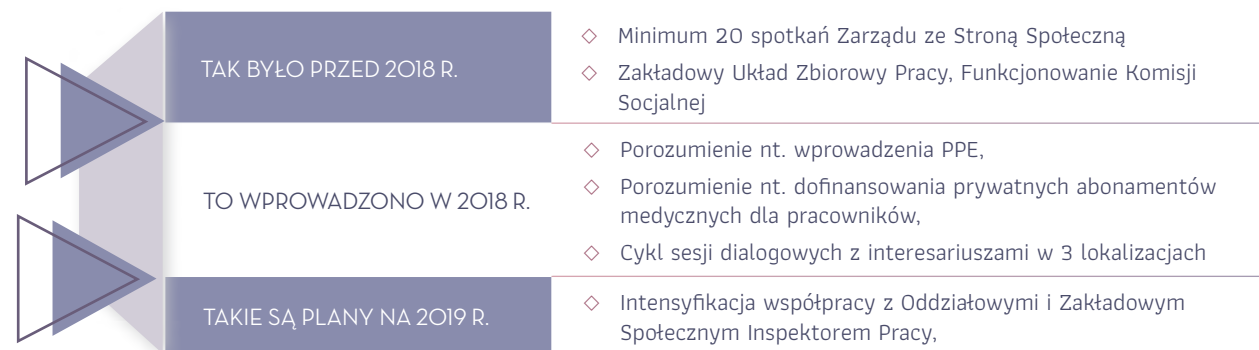 TAK BYŁO PRZED 2018 R.
◇ Minimum 20 spotkań Zarządu ze Stroną Społeczną
◇ Zakładowy Układ Zbiorowy Pracy, Funkcjonowanie Komisji
Socjalnej
TO WPROWADZONO W 2018 R.
◇ Porozumienie nt. wprowadzenia PPE,
◇ Porozumienie nt. dofinansowania prywatnych abonamentów
medycznych dla pracowników,
◇ Cykl sesji dialogowych z interesariuszami w 3 lokalizacjach
TAKIE SĄ PLANY NA 2019 R.
◇ Intensyfikacja współpracy z Oddziałowymi i Zakładowym
Społecznym Inspektorem Pracy,